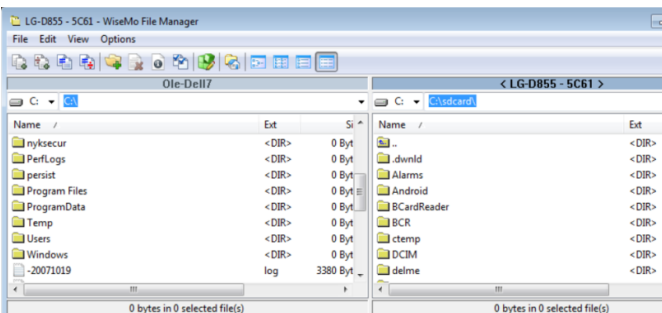 LG-D855 - 5C61 - WiseMo File Manager
File Edit View Options
Ole-Dell7 < LG-D855 - 5C61 >
C: C:\ C: C:\sdcard\
Name / Ext Si Name / Ext
nyksecur <DIR> 0 Byt .. <DIR>
PerfLogs <DIR> 0 Byt .dwnld <DIR>
persist <DIR> 0 Byt Alarms <DIR>
Program Files <DIR> 0 Byt Android <DIR>
ProgramData <DIR> 0 Byt BCardReader <DIR>
Temp <DIR> 0 Byt BCR <DIR>
Users <DIR> 0 Byt ctemp <DIR>
Windows <DIR> 0 Byt DCIM <DIR>
-20071019 log 3380 Byt delme <DIR>
0 bytes in 0 selected file(s) 0 bytes in 0 selected file(s)